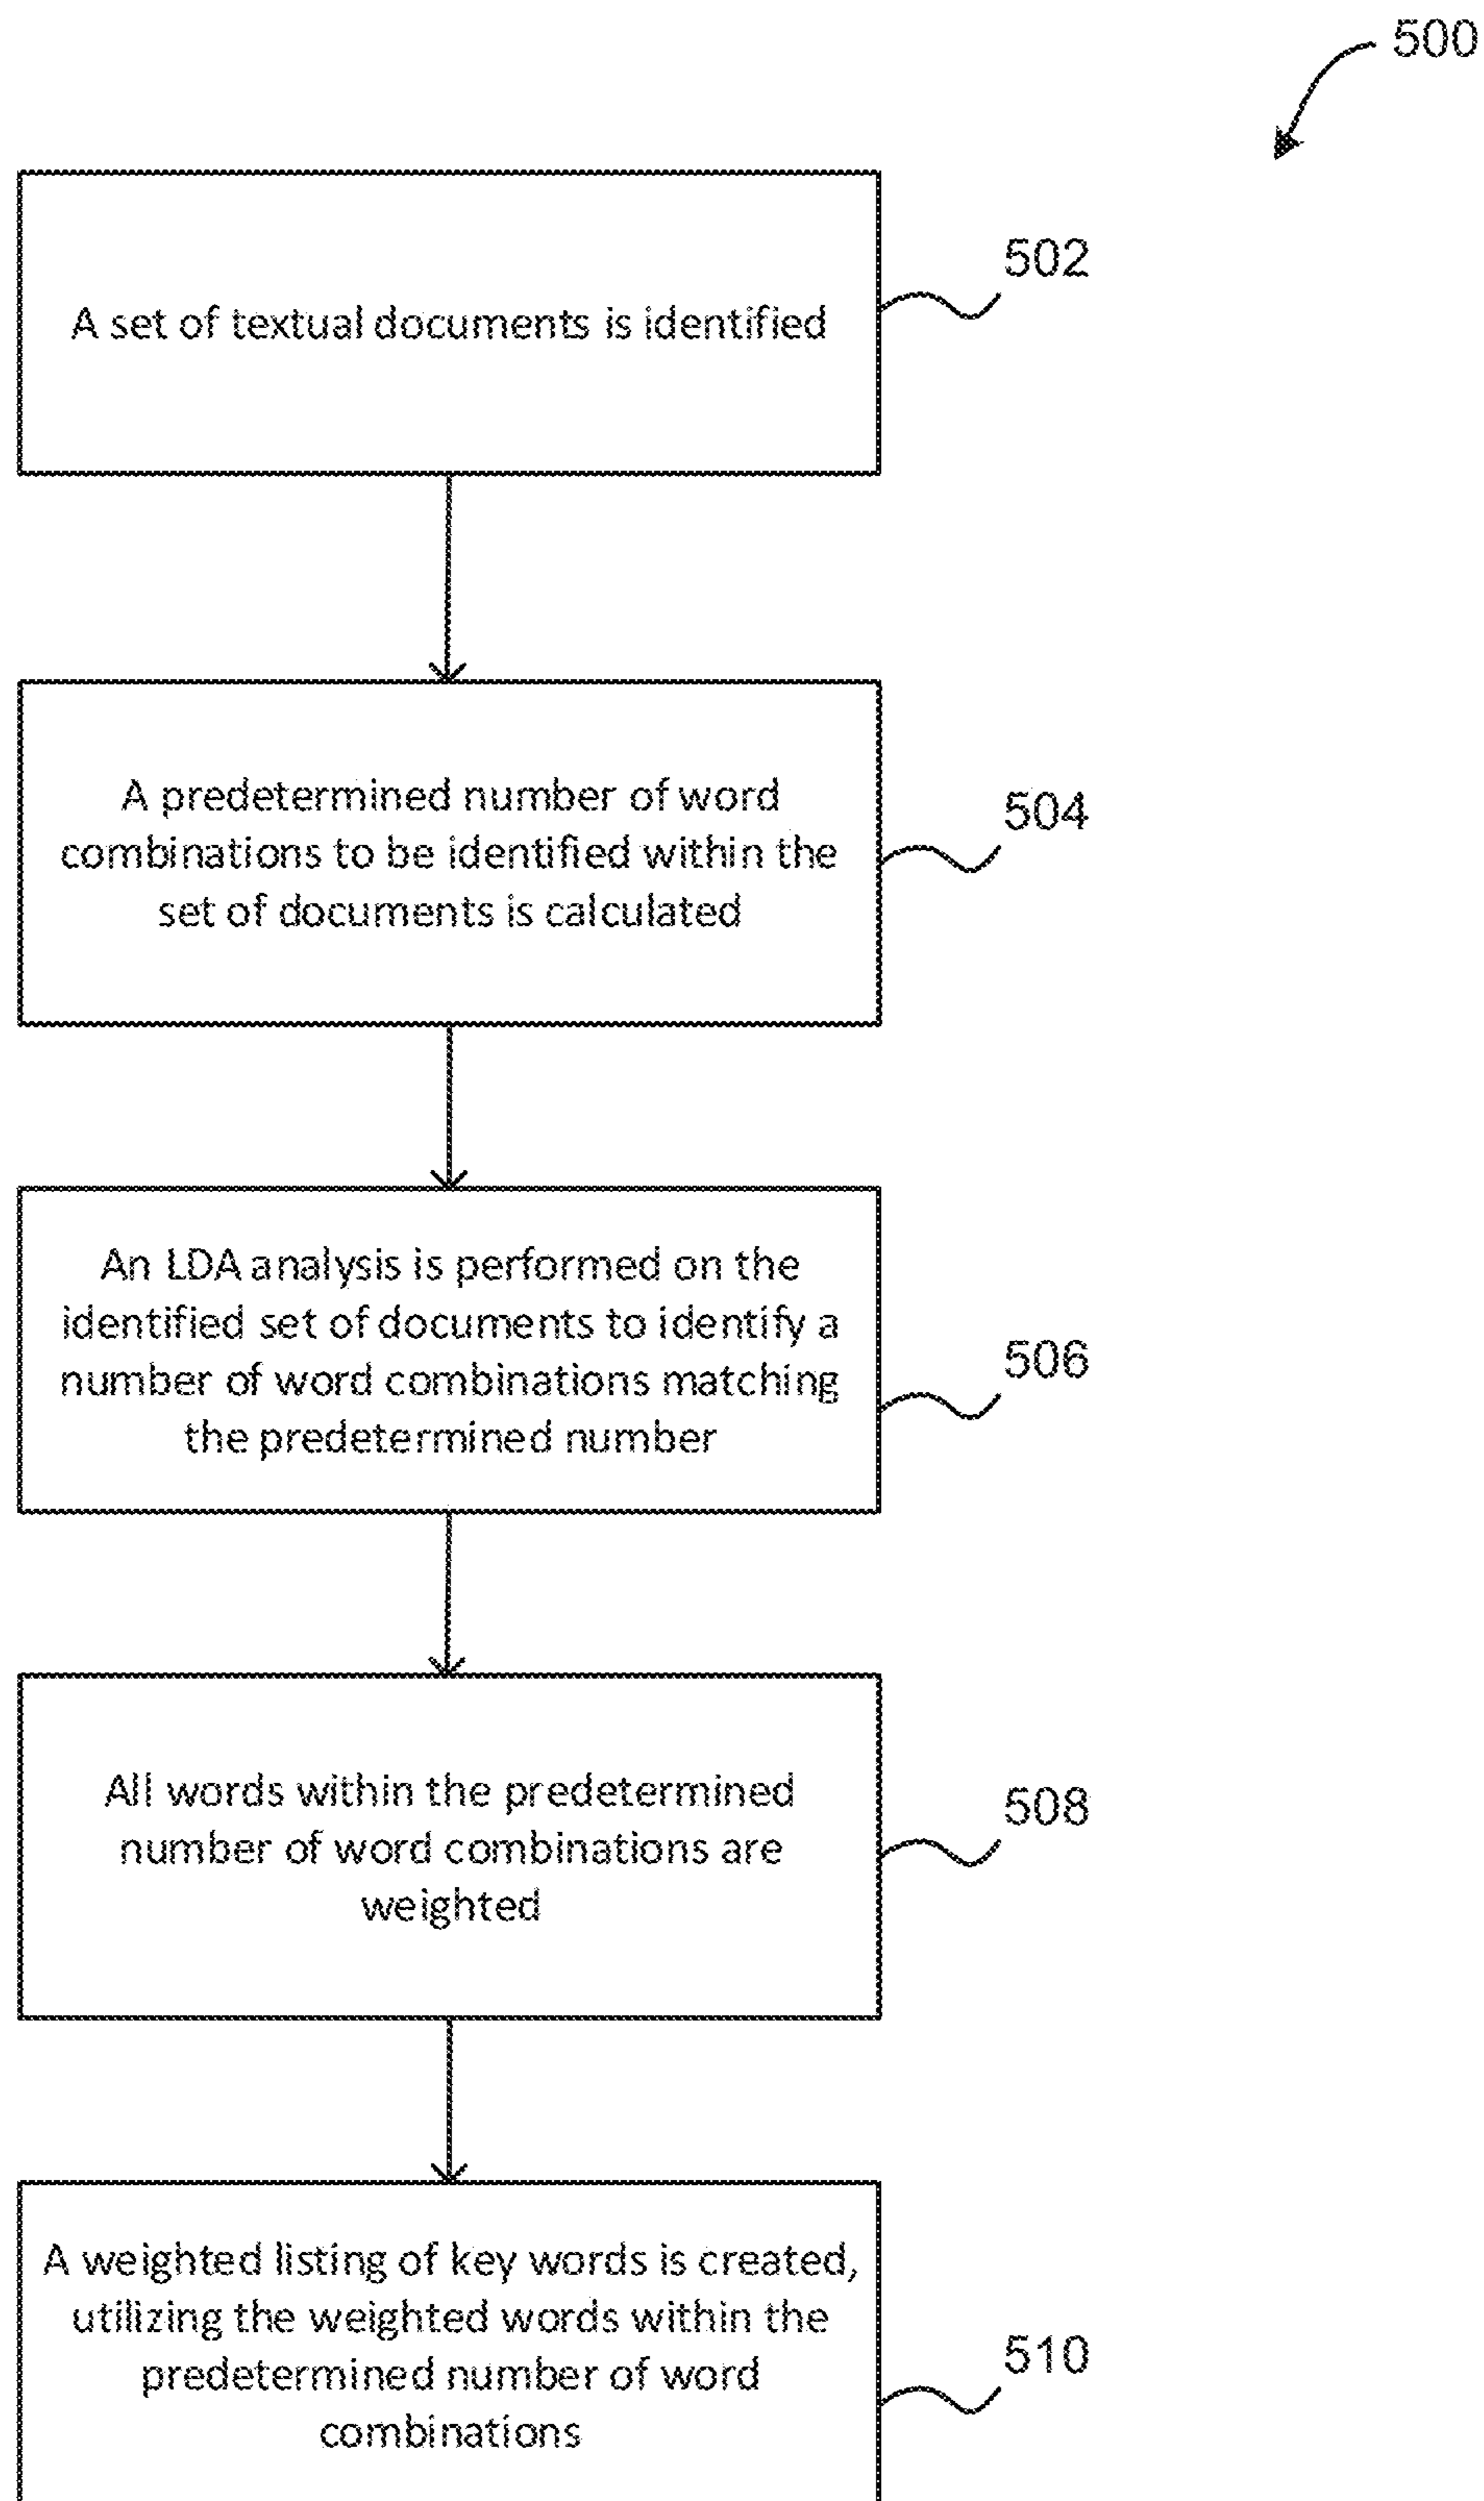 500
A set of textual documents is identified
502
A predetermined number of word
combinations to be identified within the
set of documents is calculated
504
An LDA analysis is performed on the
identified set of documents to identify a
number of word combinations matching
the predetermined number
506
All words within the predetermined
number of word combinations are
weighted
508
A weighted listing of key words is created,
utilizing the weighted words within the
predetermined number of word
combinations
510